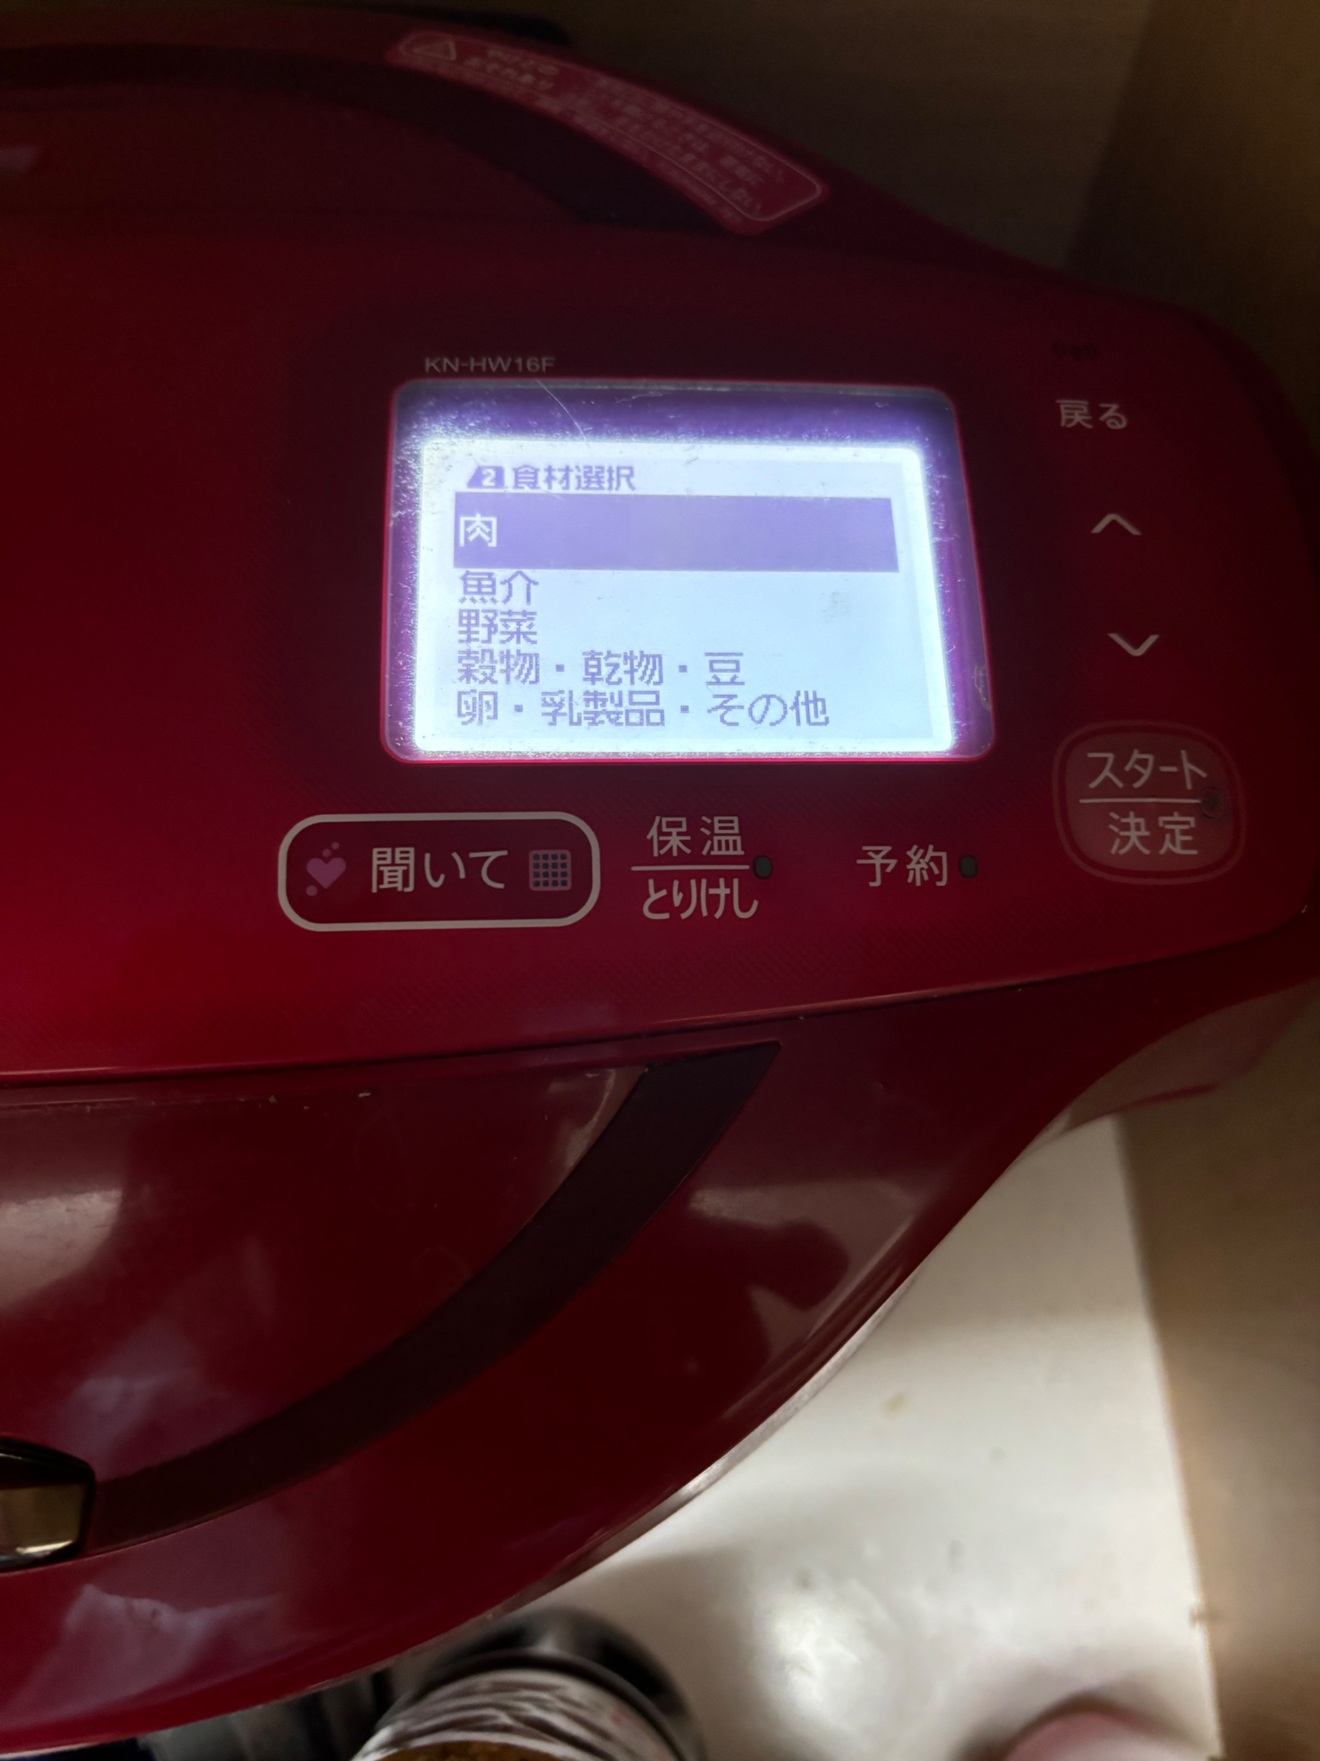 KN-HW16F
戻る
2 食材選択
肉
魚介
野菜
穀物・乾物・豆
卵・乳製品・その他
スタート
決定
聞いて
保温
とりけし
予約